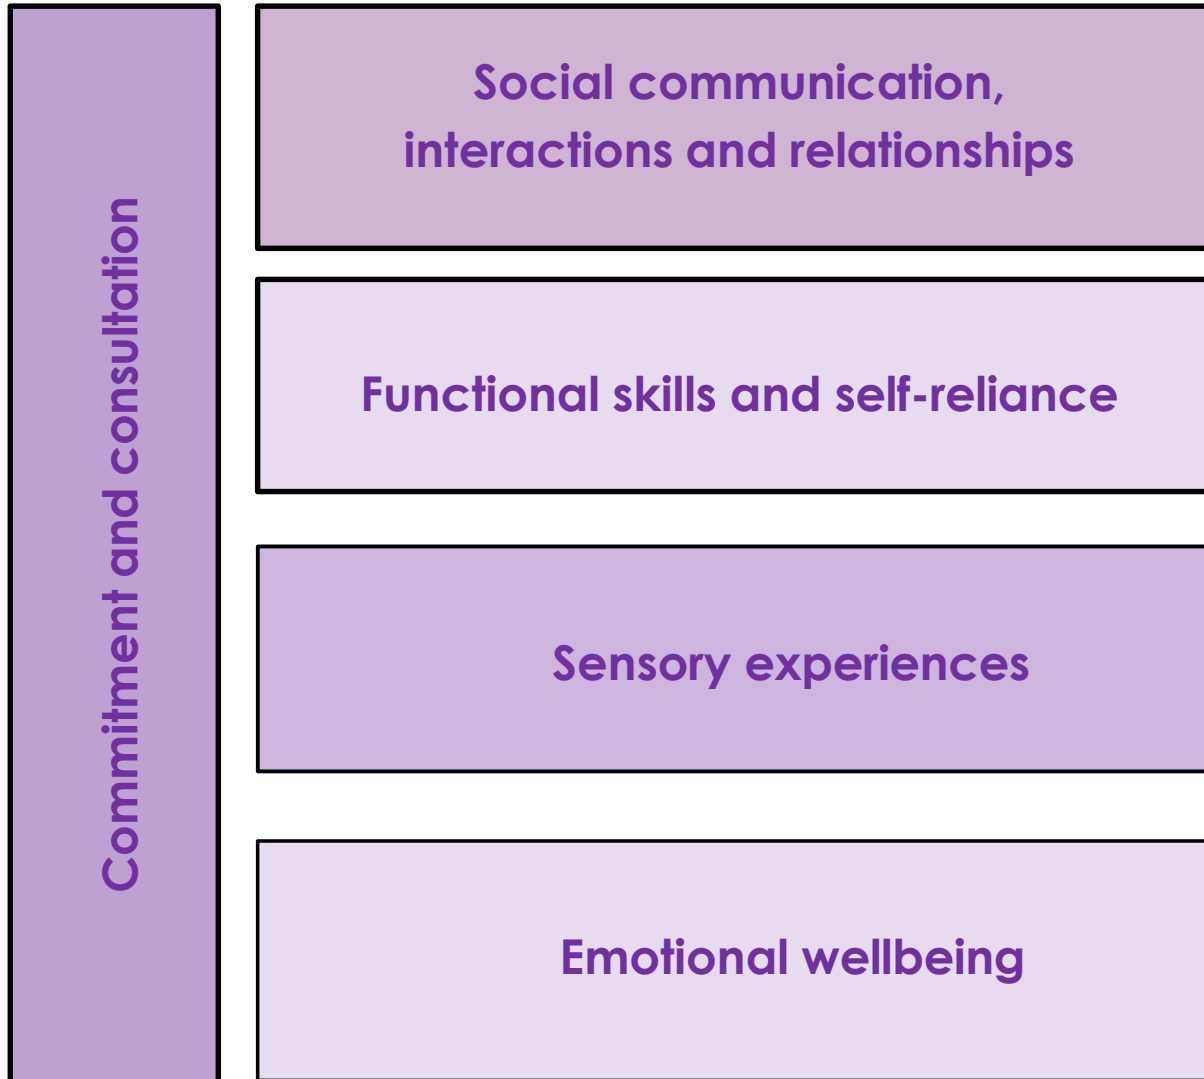 Commitment and consultation
Social communication,
interactions and relationships
Functional skills and self-reliance
Sensory experiences
Emotional wellbeing